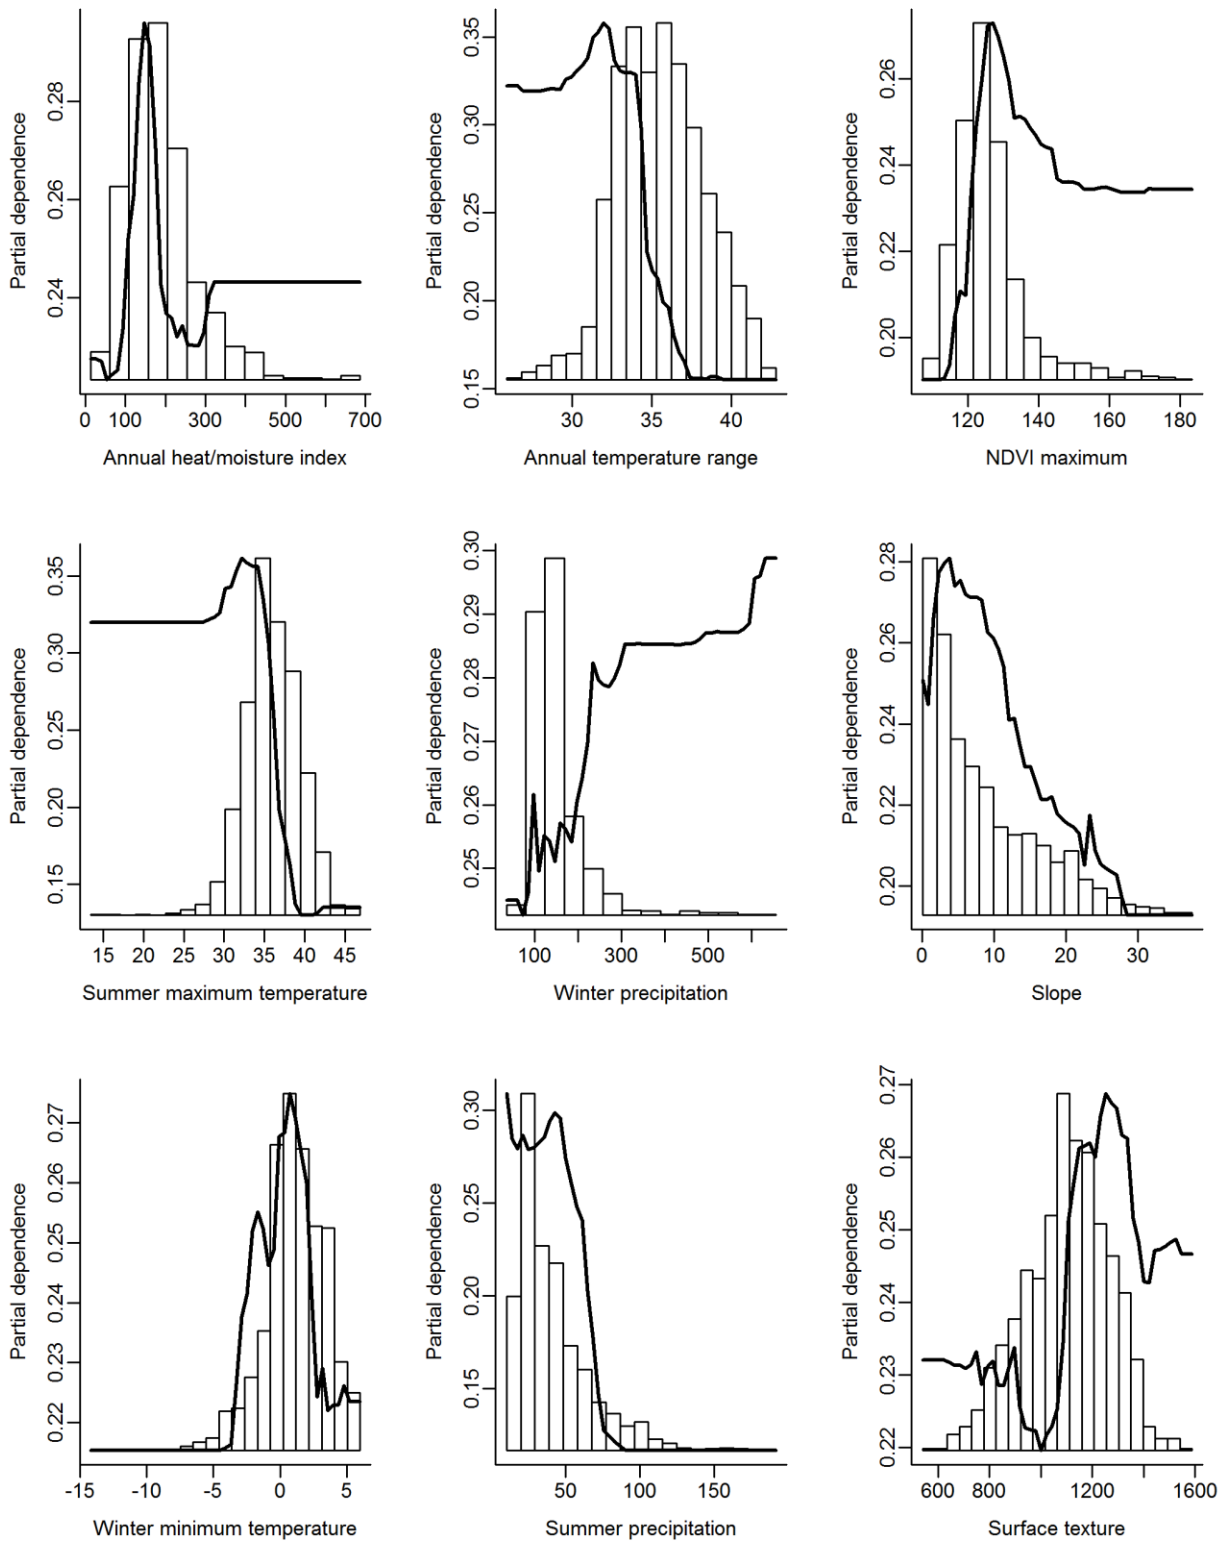 Partial dependence
0.24 0.26 0.28
0 100 300 500 700
Annual heat/moisture index
Partial dependence
0.15 0.20 0.25 0.30 0.35
30 35 40
Annual temperature range
Partial dependence
0.20 0.22 0.24 0.26
120 140 160 180
NDVI maximum
Partial dependence
0.15 0.20 0.25 0.30 0.35
15 20 25 30 35 40 45
Summer maximum temperature
Partial dependence
0.25 0.26 0.27 0.28 0.29 0.30
100 300 500
Winter precipitation
Partial dependence
0.20 0.22 0.24 0.26 0.28
0 10 20 30
Slope
Partial dependence
0.22 0.23 0.24 0.25 0.26 0.27
-15 -10 -5 0 5
Winter minimum temperature
Partial dependence
0.15 0.20 0.25 0.30
50 100 150
Summer precipitation
Partial dependence
0.22 0.23 0.24 0.25 0.26 0.27
600 800 1200 1600
Surface texture